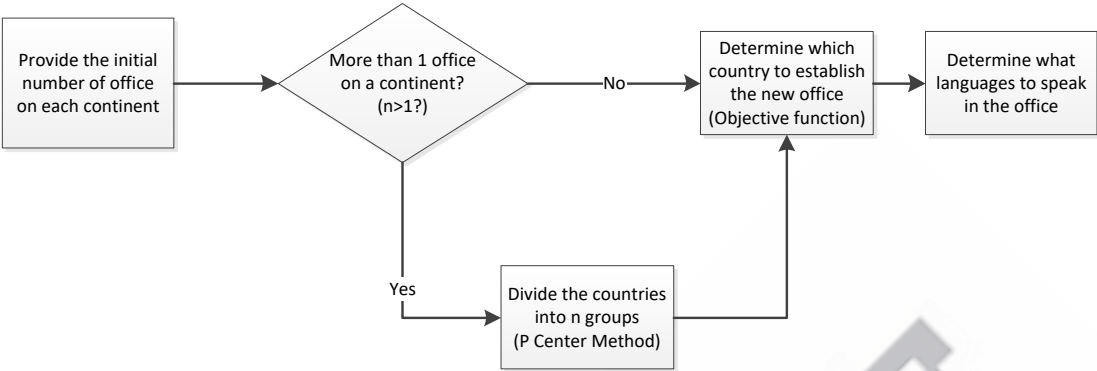 Provide the initial
number of office
on each continent
More than 1 office
on a continent?
(n>1?)
No
Determine which
country to establish
the new office
(Objective function)
Determine what
languages to speak
in the office
Yes
Divide the countries
into n groups
(P Center Method)